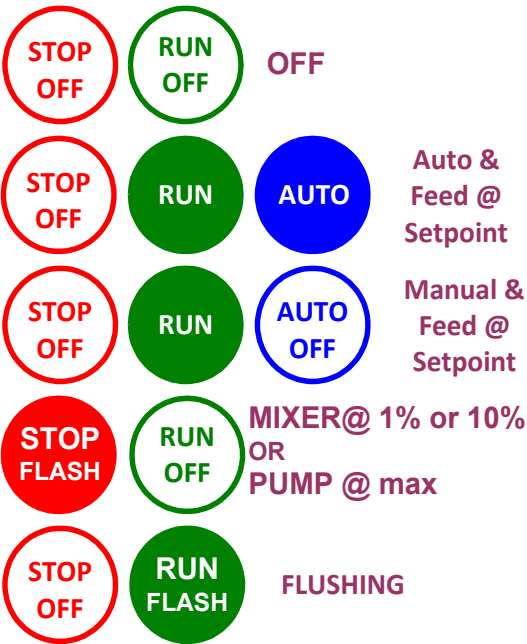 STOP
OFF
RUN
OFF
OFF
STOP
OFF
RUN
AUTO
Auto &
Feed @
Setpoint
STOP
OFF
RUN
AUTO
OFF
Manual &
Feed @
Setpoint
STOP
FLASH
RUN
OFF
MIXER@ 1% or 10%
OR
PUMP @ max
STOP
OFF
RUN
FLASH
FLUSHING